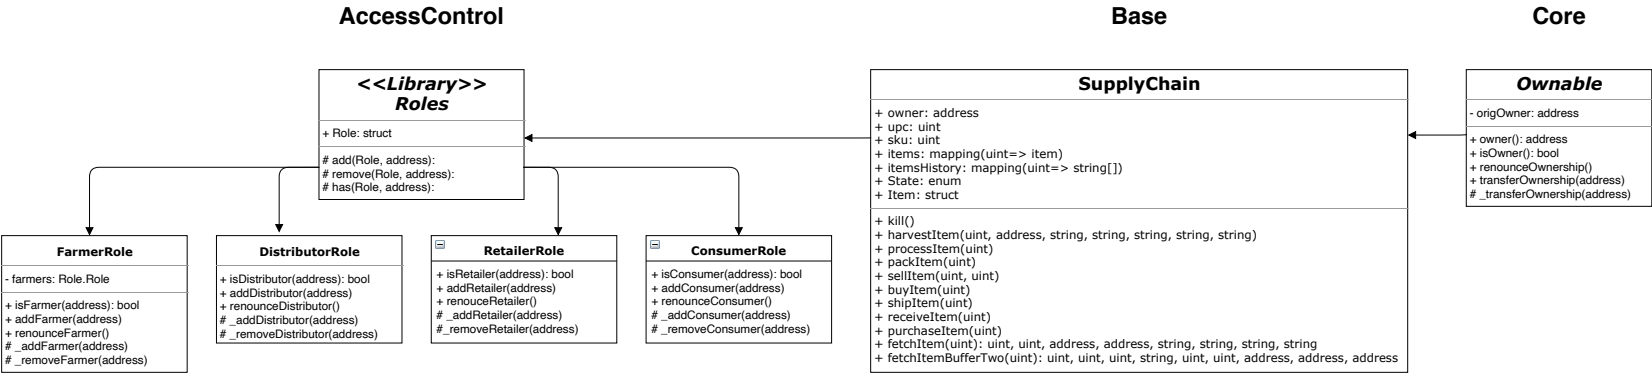 AccessControl
Base
Core
<<Library>>
Roles
+ Role: struct
# add(Role, address):
# remove(Role, address):
# has(Role, address):
FarmerRole
- farmers: Role.Role
+ isFarmer(address): bool
+ addFarmer(address)
+ renounceFarmer()
# _addFarmer(address)
# _removeFarmer(address)
DistributorRole
+ isDistributor(address): bool
+ addDistributor(address)
+ renounceDistributor()
# _addDistributor(address)
# _removeDistributor(address)
RetailerRole
+ isRetailer(address): bool
+ addRetailer(address)
+ renouceRetailer()
# _addRetailer(address)
#_removeRetailer(address)
ConsumerRole
+ isConsumer(address): bool
+ addConsumer(address)
+ renounceConsumer()
# _addConsumer(address)
# _removeConsumer(address)
SupplyChain
+ owner: address
+ upc: uint
+ sku: uint
+ items: mapping(uint=> item)
+ itemsHistory: mapping(uint=> string[])
+ State: enum
+ Item: struct
+ kill()
+ harvestItem(uint, address, string, string, string, string, string)
+ processItem(uint)
+ packItem(uint)
+ sellItem(uint, uint)
+ buyItem(uint)
+ shipItem(uint)
+ receiveItem(uint)
+ purchaseItem(uint)
+ fetchItem(uint): uint, uint, address, address, string, string, string, string
+ fetchItemBufferTwo(uint): uint, uint, uint, string, uint, uint, address, address, address
Ownable
- origOwner: address
+ owner(): address
+ isOwner(): bool
+ renounceOwnership()
+ transferOwnership(address)
# _transferOwnership(address)